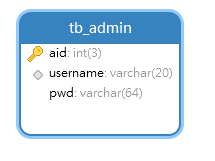 tb_admin
aid: int(3)
username: varchar(20)
pwd: varchar(64)